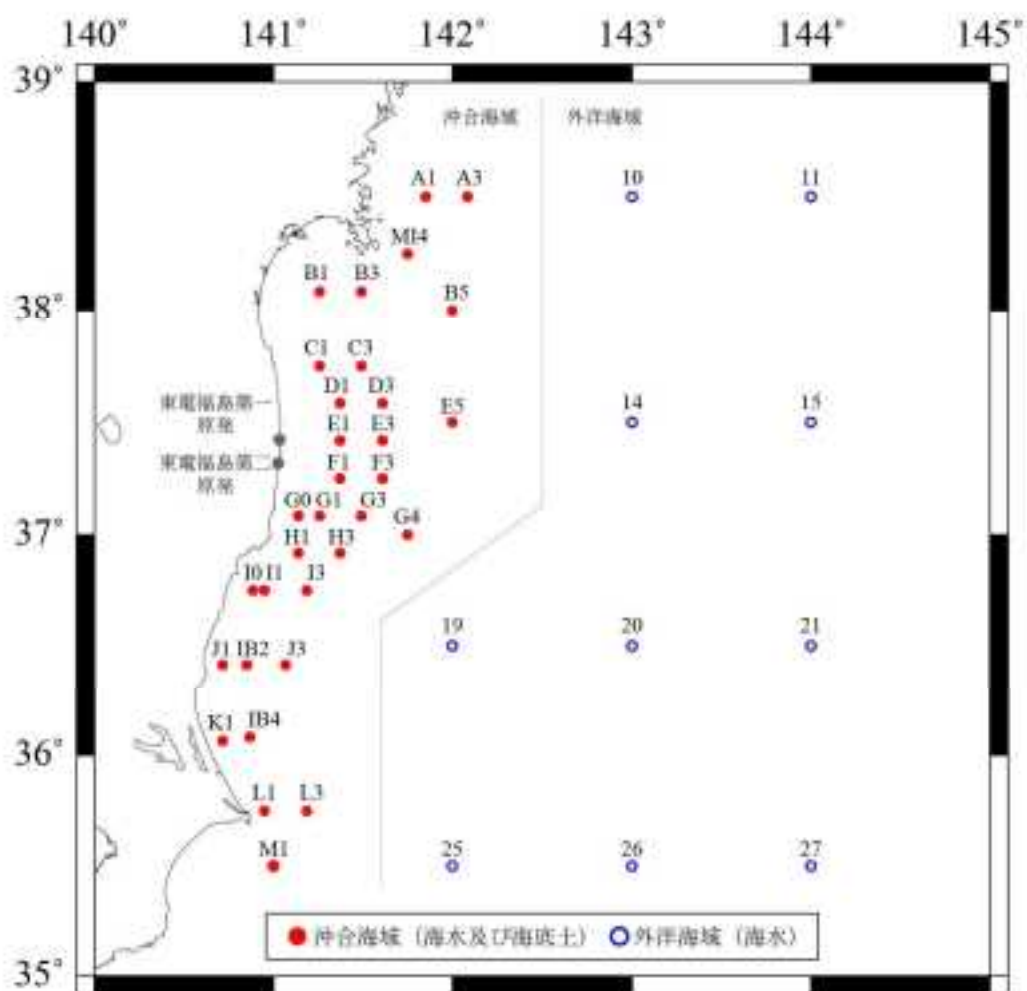 140° 141° 142° 143° 144° 145°
39°
沖合海域 外洋海域
A1 A3 10 11
MI4
B1 B3
B5
38°
C1 C3
D1 D3
東電福島第一
原発
E5 14 15
E1 E3
東電福島第二
原発
F1 F3
G0 G1 G3
G4
37°
H1 H3
I0 I1 I3
19 20 21
J1 IB2 J3
K1 IB4
36°
L1 L3
M1 25 26 27
沖合海域（海水及び海底土） 外洋海域（海水）
35°